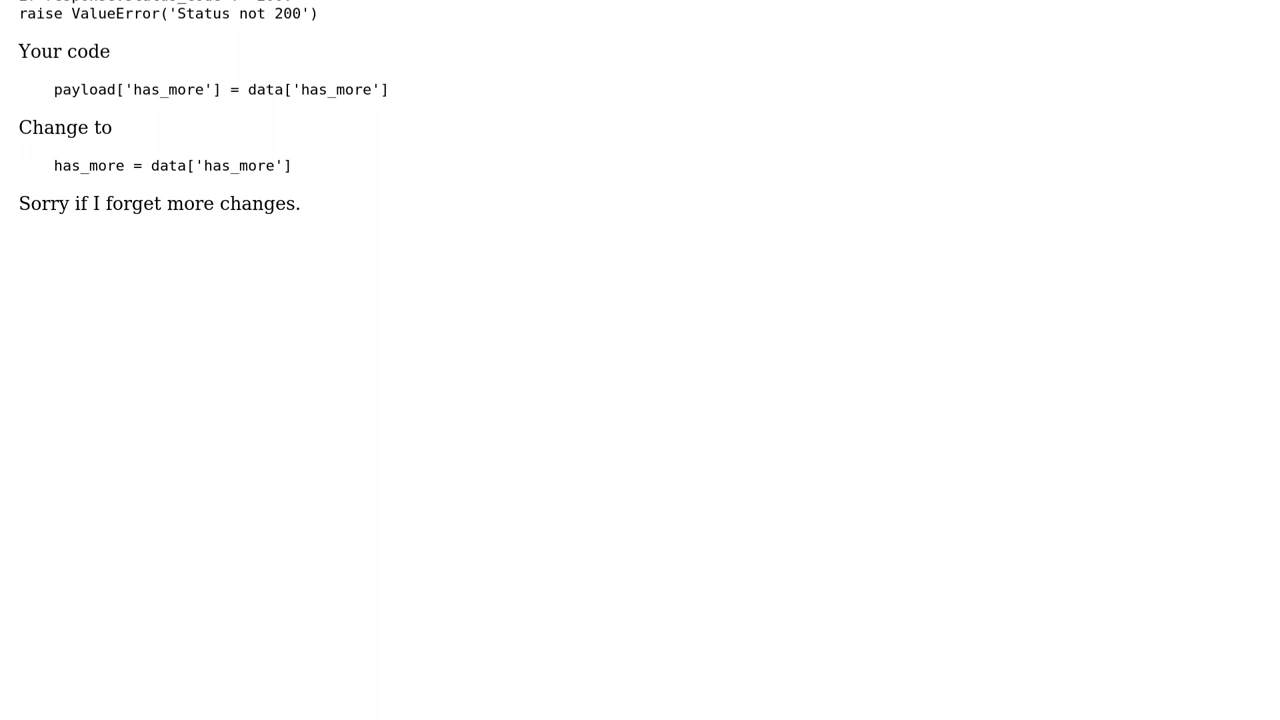 raise ValueError('Status not 200')
Your code
payload['has_more'] = data['has_more']
Change to
has_more = data['has_more']
Sorry if I forget more changes.